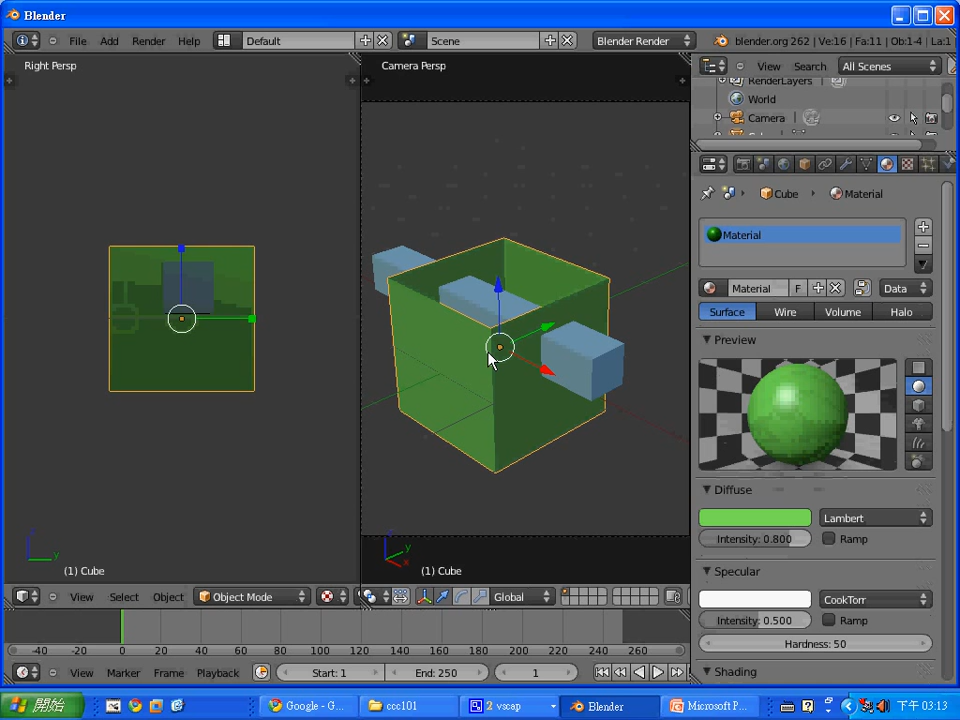 Blender
File Add Render Help Default Scene Blender Render blender.org 262 | Ve:16 | Fa:11 | Ob:1-4 | La:1
Right Persp
Camera Persp
View Search All Scenes
RenderLayers
World
Camera
Cube Material
Material
Material F Data
Surface Wire Volume Halo
Preview
Diffuse
Lambert
Intensity: 0.800 Ramp
Specular
CookTorr
Intensity: 0.500 Ramp
Hardness: 50
Shading
z
y
(1) Cube
y
x
(1) Cube
View Select Object Object Mode Global
-40 -20 0 20 40 60 80 100 120 140 160 180 200 220 240 260
View Marker Frame Playback Start: 1 End: 250 1
開始 Google - G... ccc101 2 vscap Blender Microsoft P... 下午 03:13